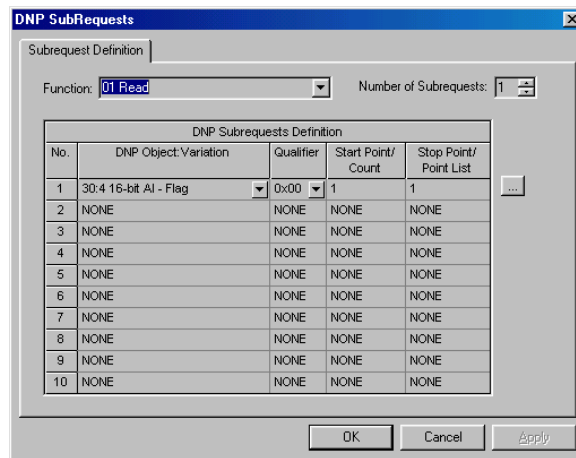 DNP SubRequests
Subrequest Definition
Function: 01 Read Number of Subrequests: 1
DNP Subrequests Definition
No. DNP Object:Variation Qualifier Start Point/ Count Stop Point/ Point List
1 30:4 16-bit AI - Flag 0x00 1 1 ...
2 NONE NONE NONE NONE
3 NONE NONE NONE NONE
4 NONE NONE NONE NONE
5 NONE NONE NONE NONE
6 NONE NONE NONE NONE
7 NONE NONE NONE NONE
8 NONE NONE NONE NONE
9 NONE NONE NONE NONE
10 NONE NONE NONE NONE
OK Cancel Apply